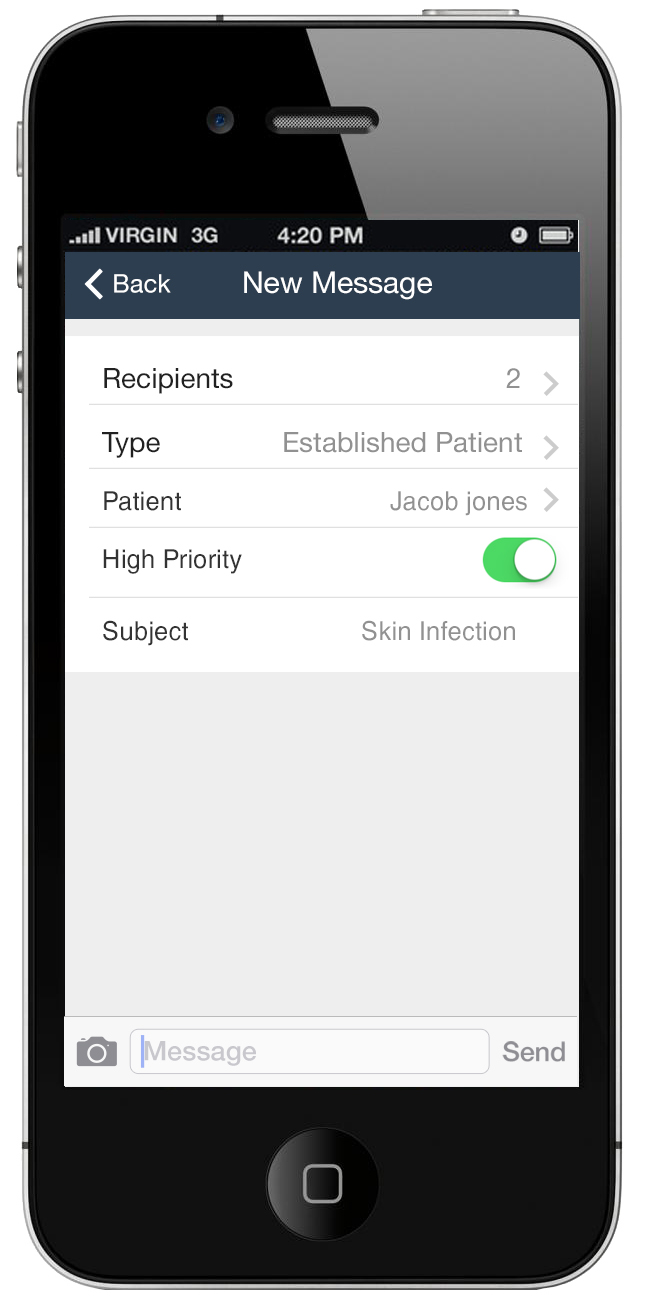 VIRGIN 3G 4:20 PM
Back New Message
Recipients 2
Type Established Patient
Patient Jacob jones
High Priority
Subject Skin Infection
Message Send